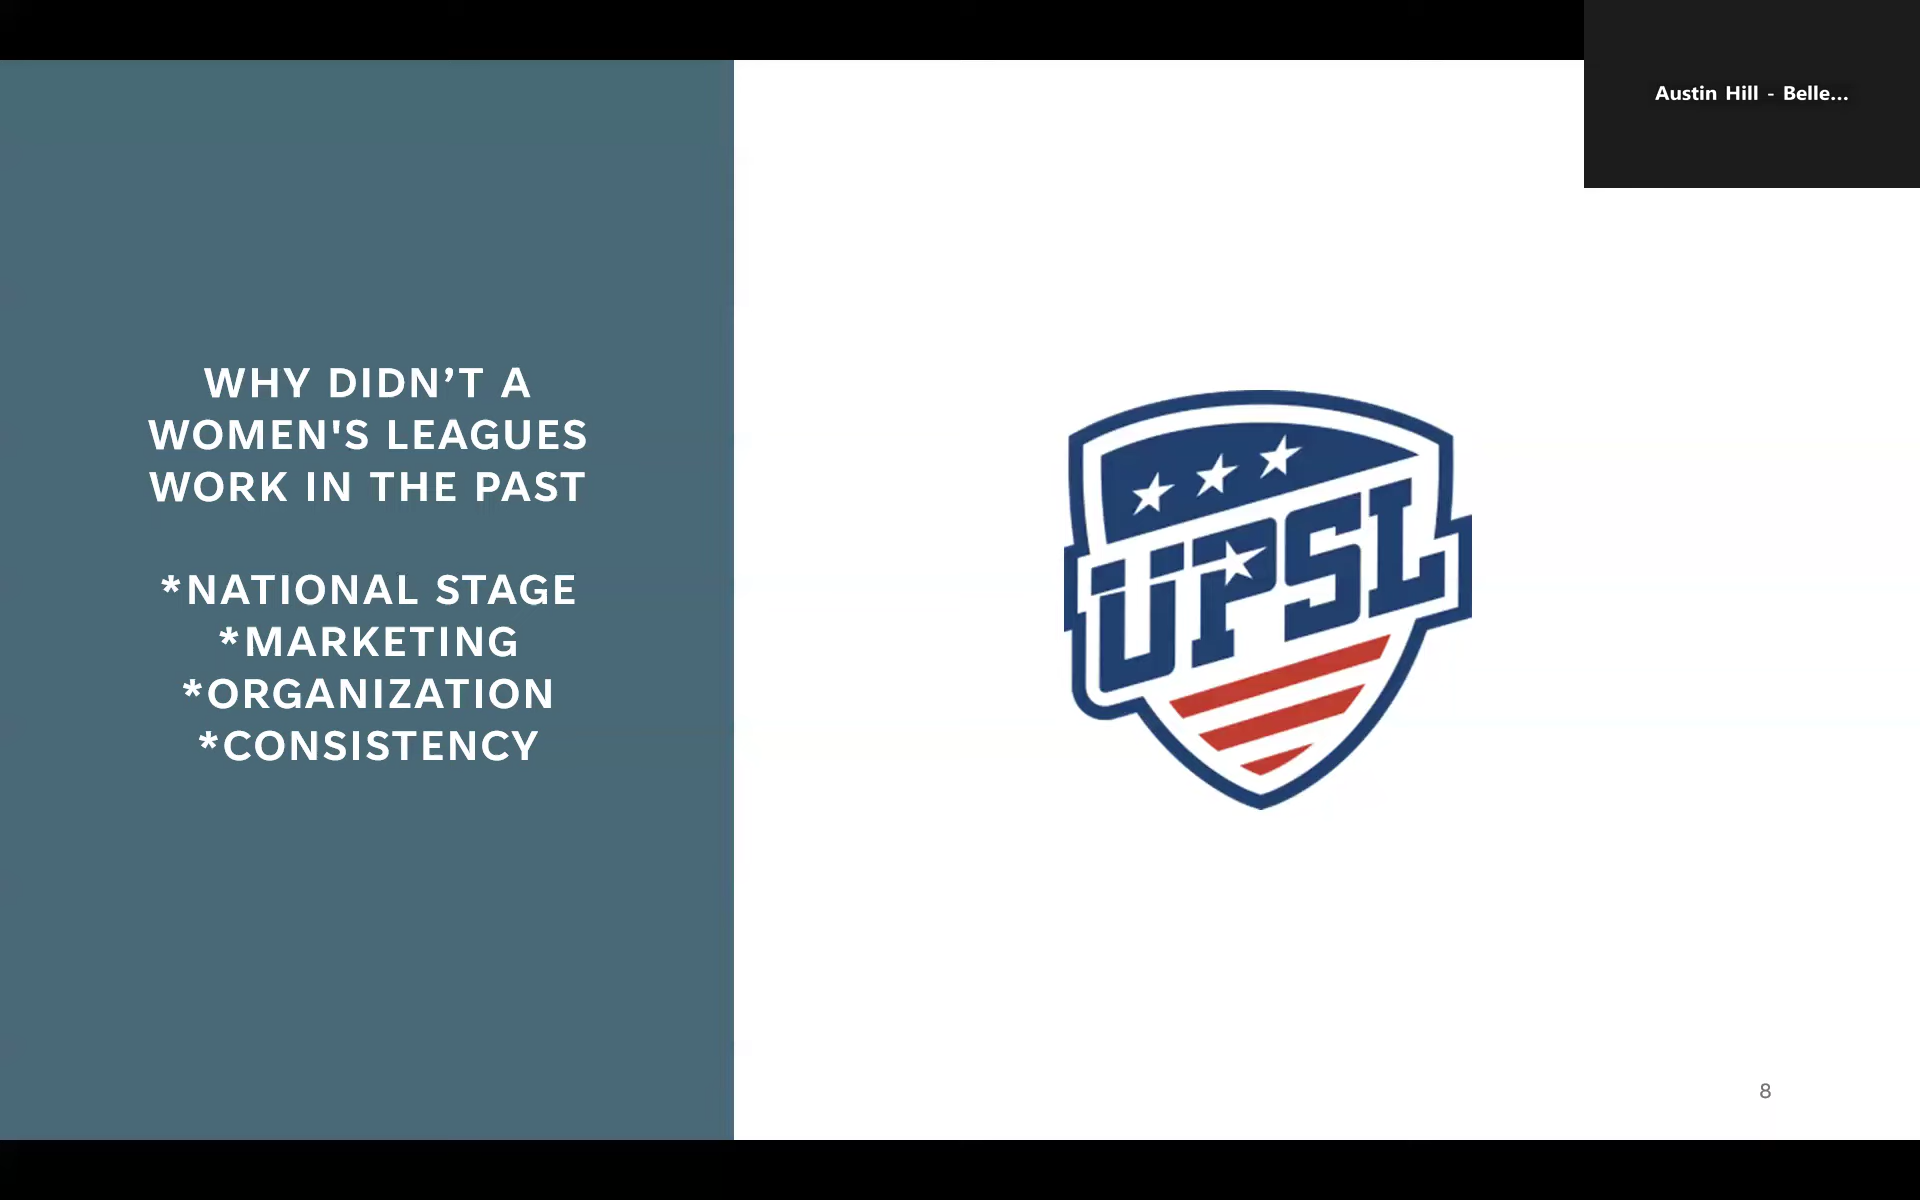 Austin Hill - Belle...
WHY DIDN’T A
WOMEN'S LEAGUES
WORK IN THE PAST
*NATIONAL STAGE
*MARKETING
*ORGANIZATION
*CONSISTENCY
UPSL
8